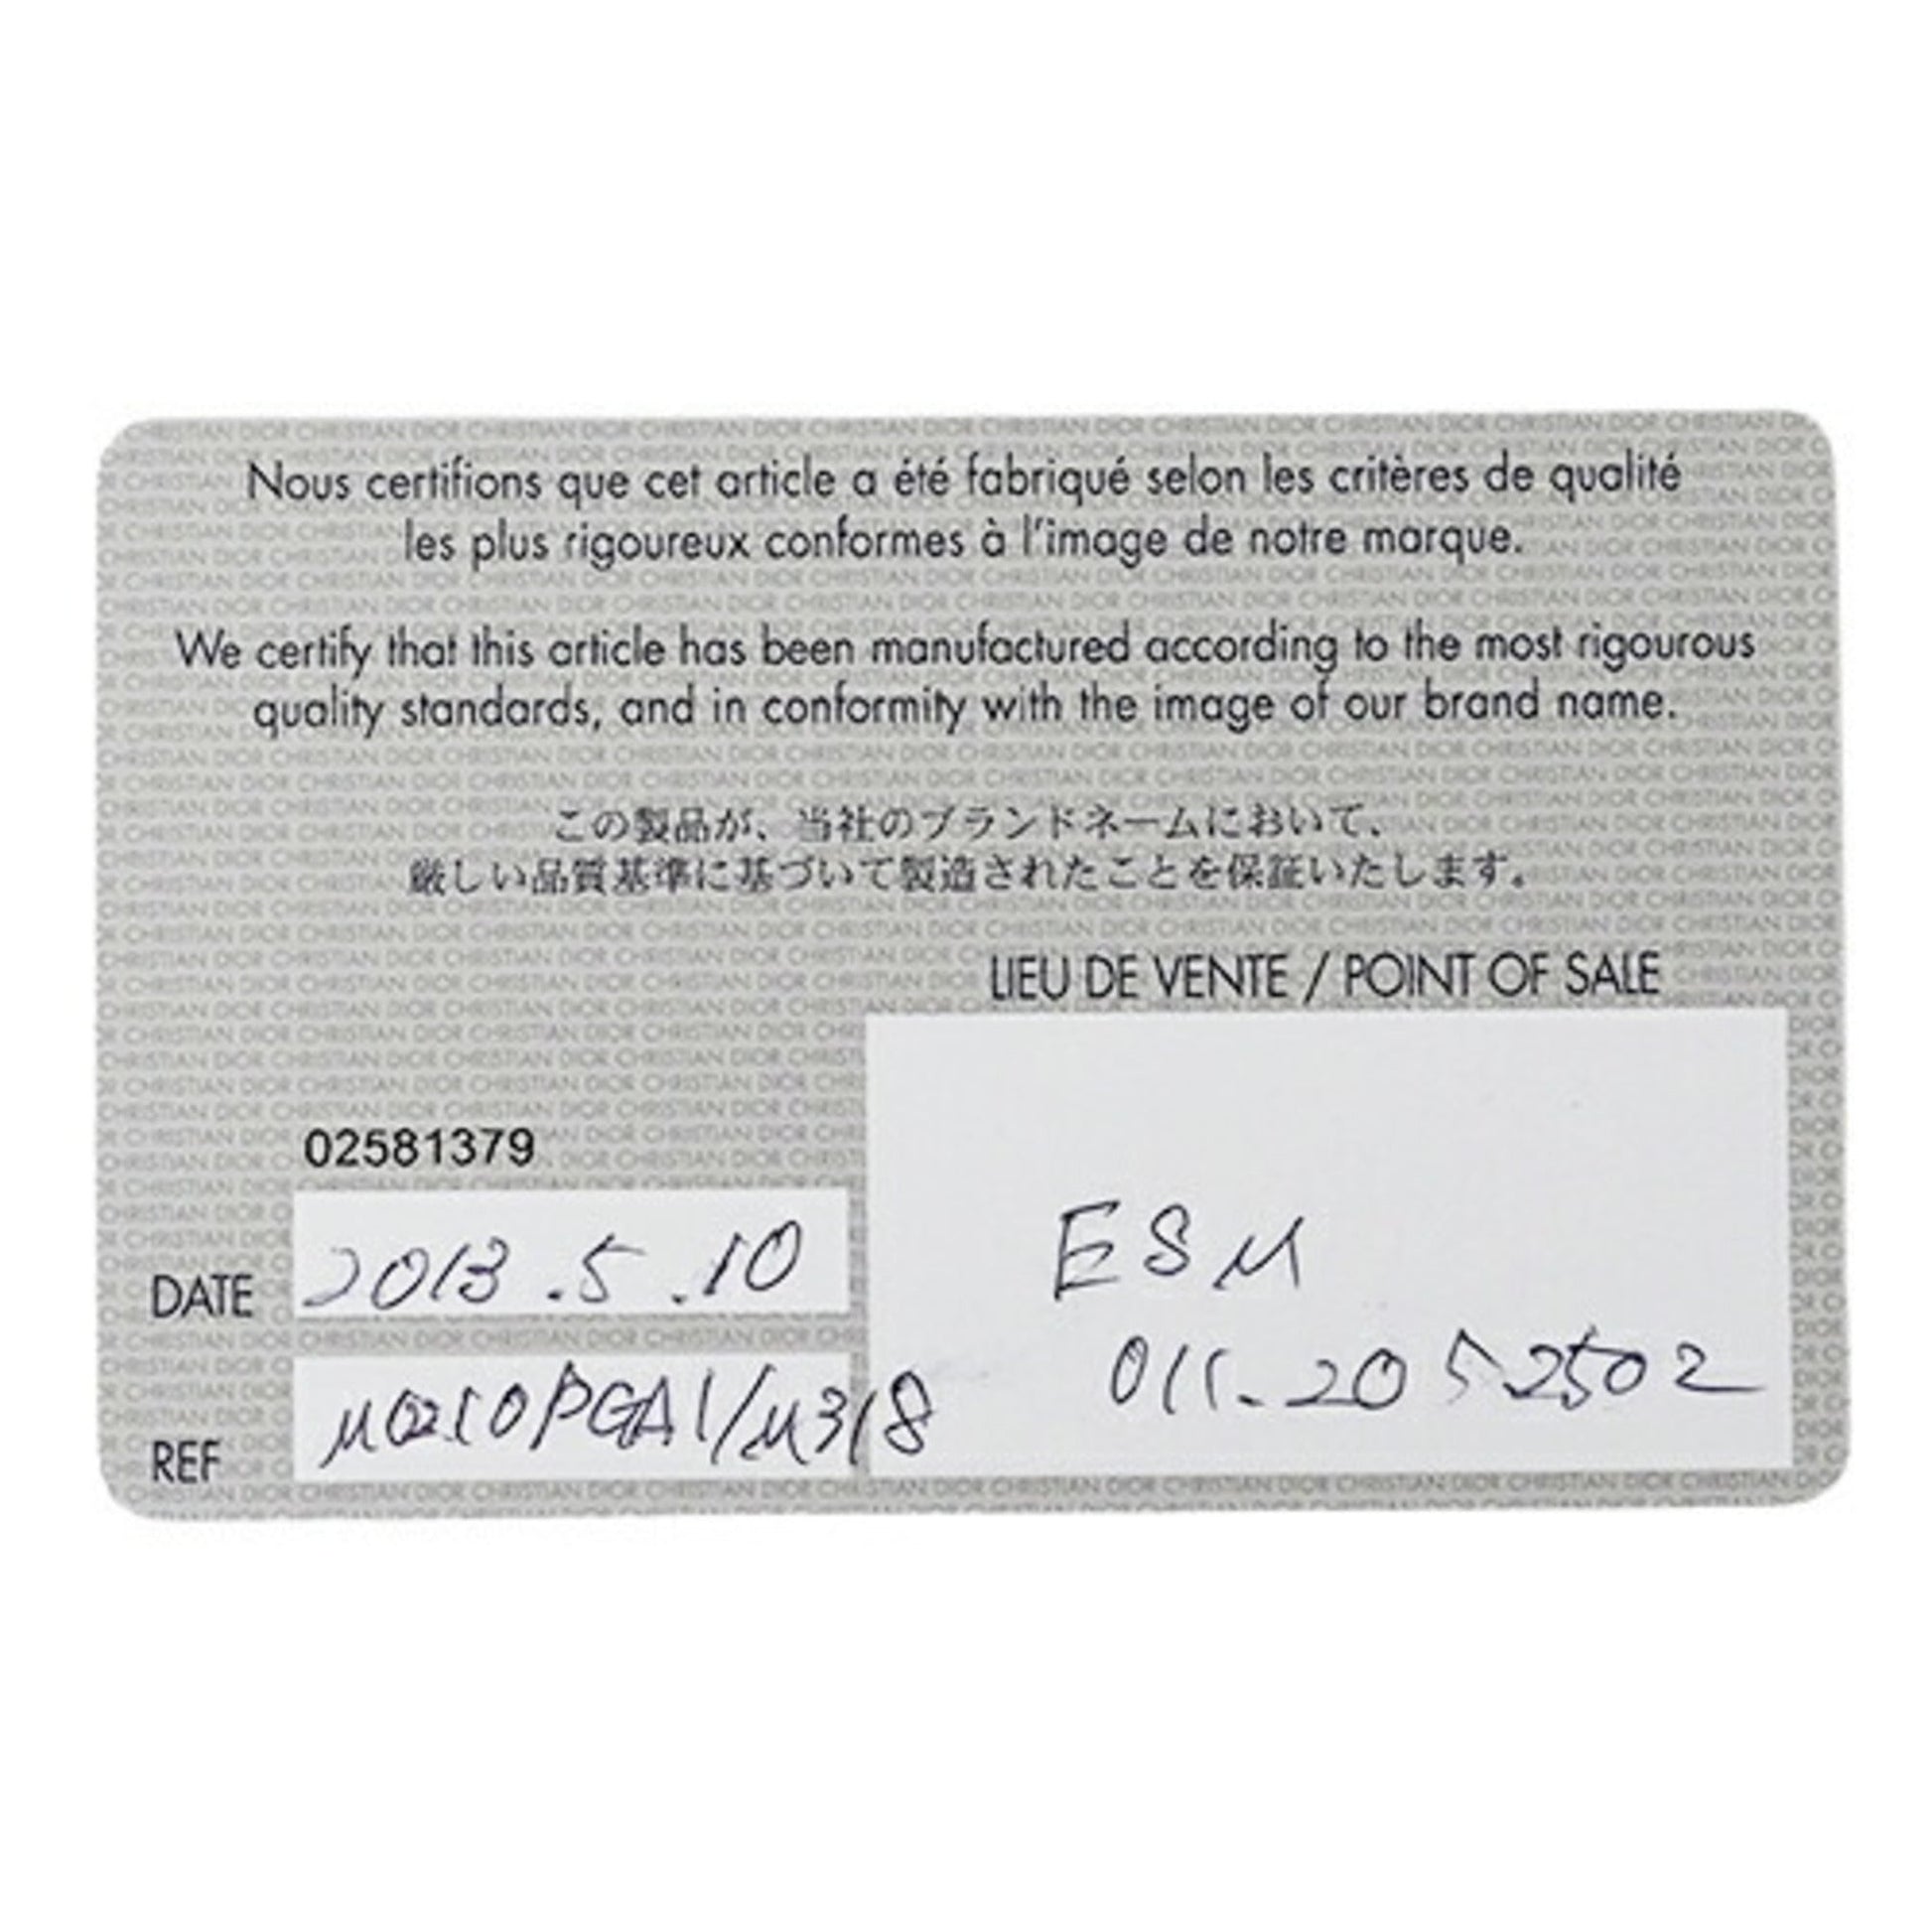 Nous certifions que cet article a été fabriqué selon les critères de qualité
les plus rigoureux conformes à l'image de notre marque.
We certify that this article has been manufactured according to the most rigourous
quality standards, and in conformity with the image of our brand name.
この製品が、当社のブランドネームにおいて、
厳しい品質基準に基づいて製造されたことを保証いたします。
LIEU DE VENTE / POINT OF SALE
02581379
DATE 2013.5.10
ESM
011-2052502
REF M0210PGAI/M318